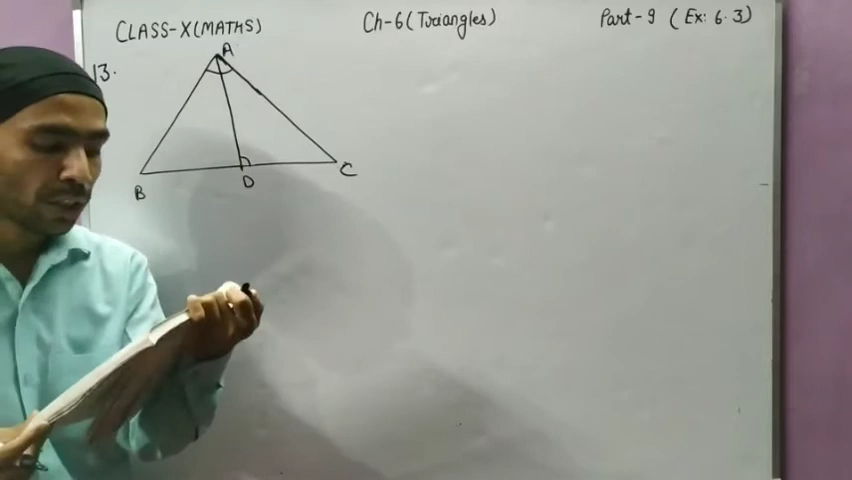 CLASS-X(MATHS)
Ch-6(Triangles)
Part-9 (Ex: 6.3)
13.
A
B
D
C